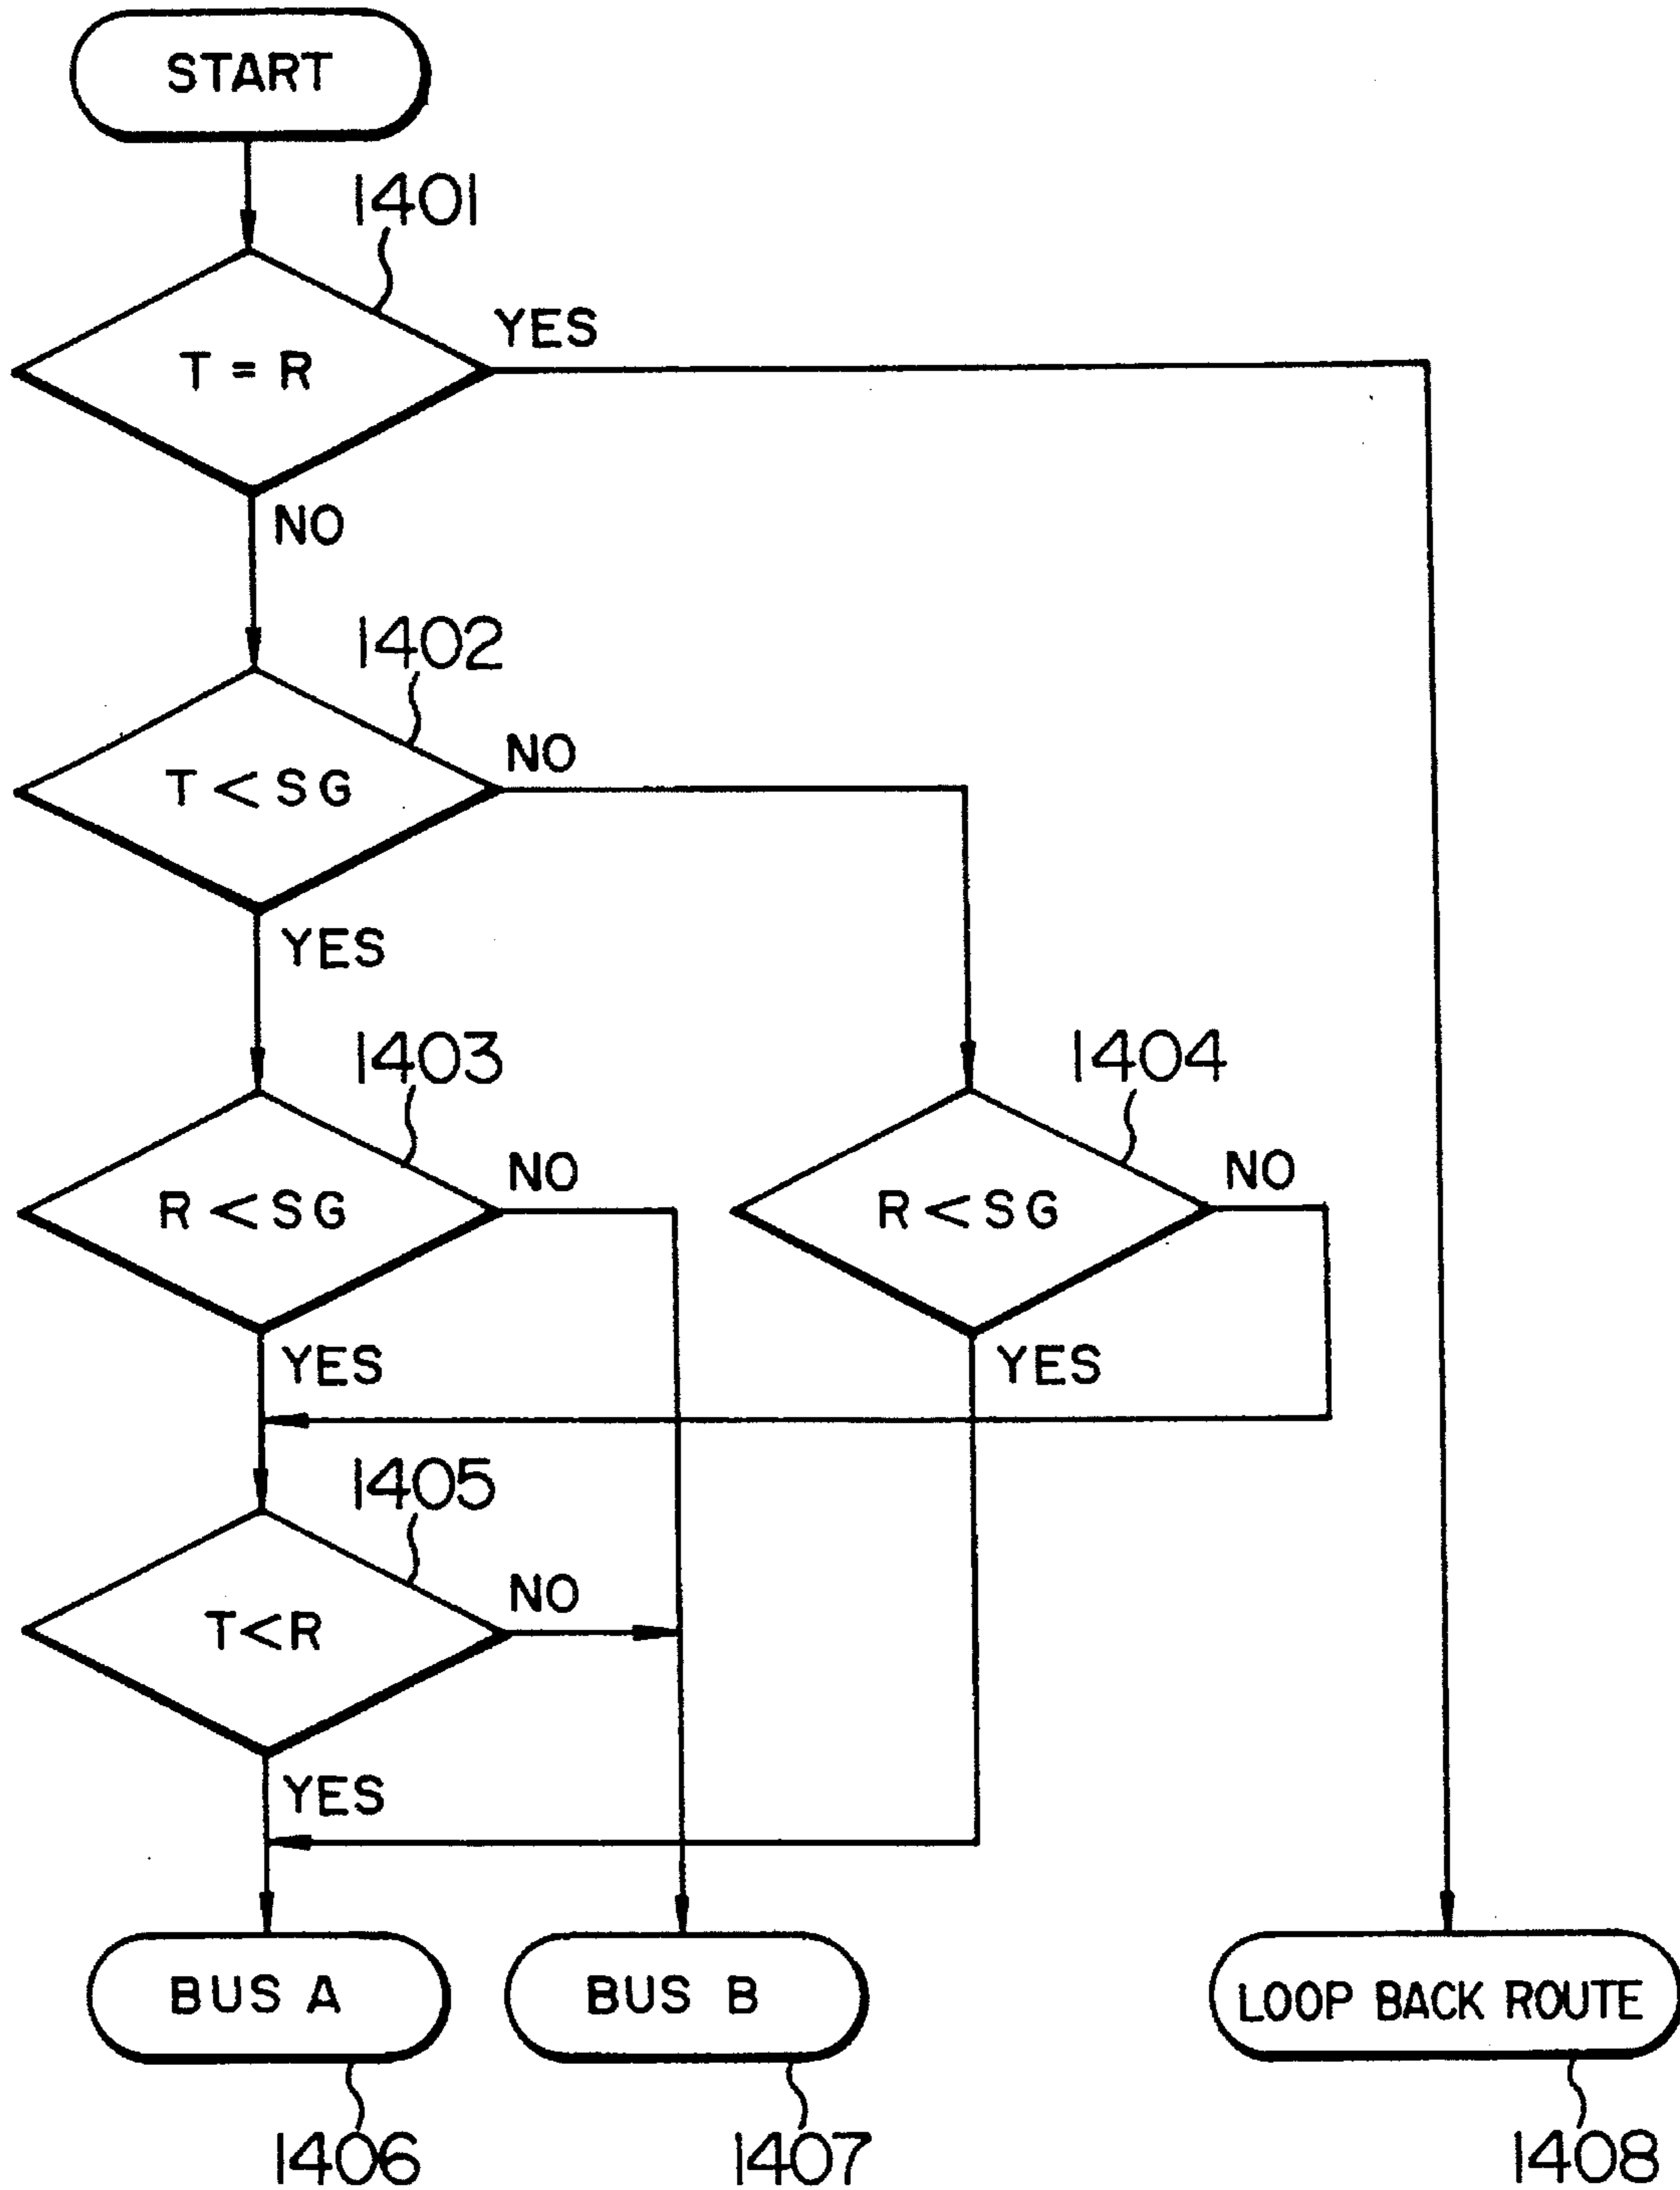 START
1401
T = R
YES
NO
1402
T < SG
NO
YES
1403
R < SG
NO
YES
1404
R < SG
NO
YES
1405
T < R
NO
YES
BUS A
BUS B
LOOP BACK ROUTE
1406
1407
1408